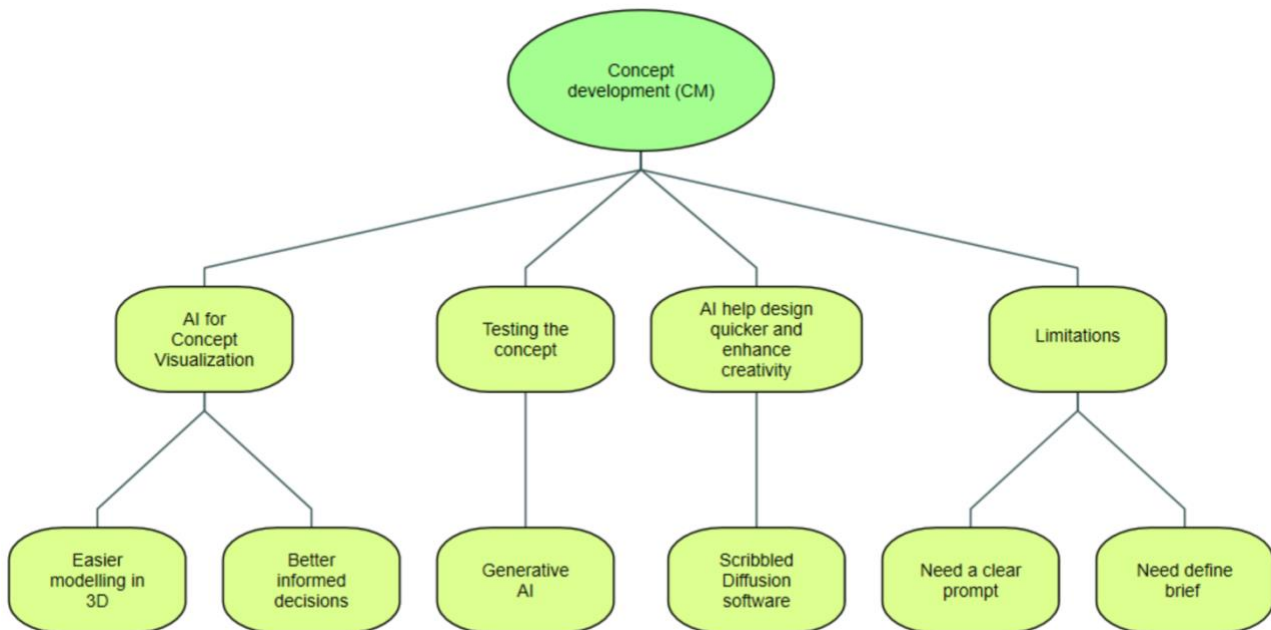 Concept
development (CM)
AI for
Concept
Visualization
Testing the
concept
AI help design
quicker and
enhance
creativity
Limitations
Easier
modelling in
3D
Better
informed
decisions
Generative
AI
Scribbled
Diffusion
software
Need a clear
prompt
Need define
brief